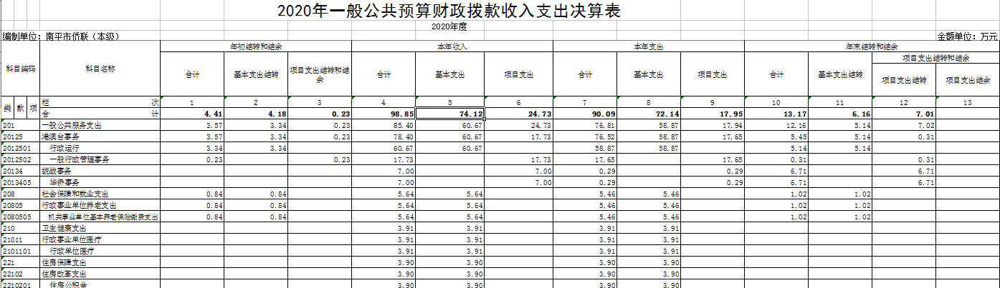 2020年一般公共预算财政拨款收入支出决算表
2020年度
编制单位：南平市侨联（本级） 金额单位：万元
科目编码 科目名称 年初结转和结余 本年收入 本年支出 年末结转和结余
合计 基本支出结转 项目支出结转和结余 合计 基本支出 项目支出 合计 基本支出 项目支出 合计 基本支出结转 项目支出结转和结余
项目支出结转 项目支出结余
类 款 项 栏 次 1 2 3 4 5 6 7 8 9 10 11 12 13
合 计 4.41 4.18 0.23 98.85 74.12 24.73 90.09 72.14 17.95 13.17 6.16 7.01
201 一般公共服务支出 3.57 3.34 0.23 85.40 60.67 24.73 76.81 58.87 17.94 12.16 5.14 7.02
20125 港澳台事务 3.57 3.34 0.23 78.40 60.67 17.73 76.52 58.87 17.65 5.45 5.14 0.31
2012501 行政运行 3.34 3.34 60.67 60.67 58.87 58.87 5.14 5.14
2012502 一般行政管理事务 0.23 0.23 17.73 17.73 17.65 17.65 0.31 0.31
20134 统战事务 7.00 7.00 0.29 0.29 6.71 6.71
2013405 华侨事务 7.00 7.00 0.29 0.29 6.71 6.71
208 社会保障和就业支出 0.84 0.84 5.64 5.64 5.46 5.46 1.02 1.02
20805 行政事业单位养老支出 0.84 0.84 5.64 5.64 5.46 5.46 1.02 1.02
2080505 机关事业单位基本养老保险缴费支出 0.84 0.84 5.64 5.64 5.46 5.46 1.02 1.02
210 卫生健康支出 3.91 3.91 3.91 3.91
21011 行政事业单位医疗 3.91 3.91 3.91 3.91
2101101 行政单位医疗 3.91 3.91 3.91 3.91
221 住房保障支出 3.90 3.90 3.90 3.90
22102 住房改革支出 3.90 3.90 3.90 3.90
2210201 住房公积金 3.90 3.90 3.90 3.90